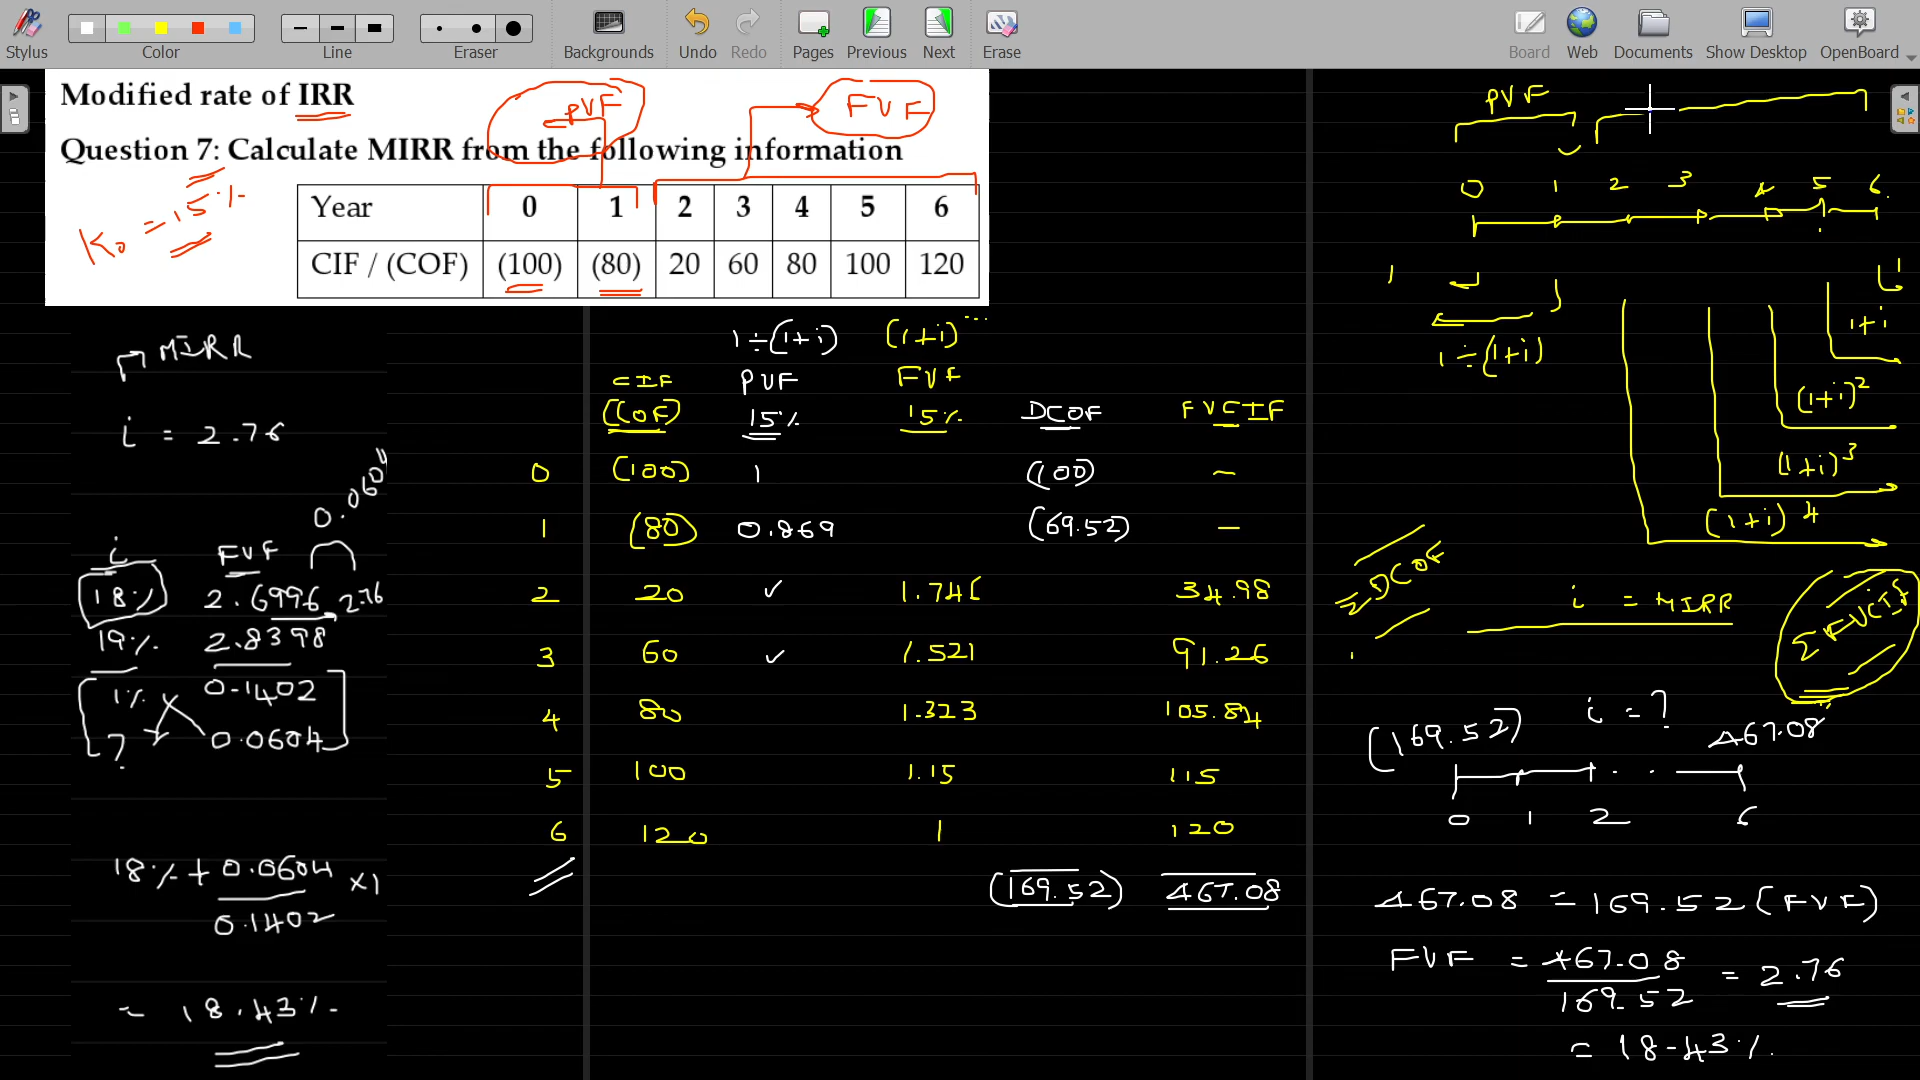 Stylus
Color
Line
Eraser
Backgrounds
Undo
Redo
Pages
Previous
Next
Erase
Board
Web
Documents
Show Desktop
OpenBoard
Modified rate of IRR
PVF
FVF
Question 7: Calculate MIRR from the following information
K₀ = 15%
Year 0 1 2 3 4 5 6
CIF / (COF) (100) (80) 20 60 80 100 120
MIRR
i = 2.76
0.0604
i FVF
18% 2.6996 2.76
19% 2.8398
1% 0.1402
? 0.0604
18% + 0.0604 x 1
0.1402
= 18.43%
1÷(1+i) (1+i)...
CIF PVF FVF
(COF) 15% 15% DCOF FVCIF
0 (100) 1 (100) –
1 (80) 0.869 (69.52) –
2 20 ✓ 34.98
3 60 ✓ 1.521 91.26
4 80 1.323 105.84
5 100 1.15 115
6 120 1 120
(169.52) 467.08
PVF
0 1 2 3 4 5 6
1 1
1÷(1+i)
1+i
(1+i)²
(1+i)³
(1+i)⁴
ΣDCOF
i = MIRR
ΣFVCIF
(169.52) i = ? 467.08
0 1 2 6
467.08 = 169.52 (FVF)
FVF = 467.08 = 2.76
169.52
= 18.43%